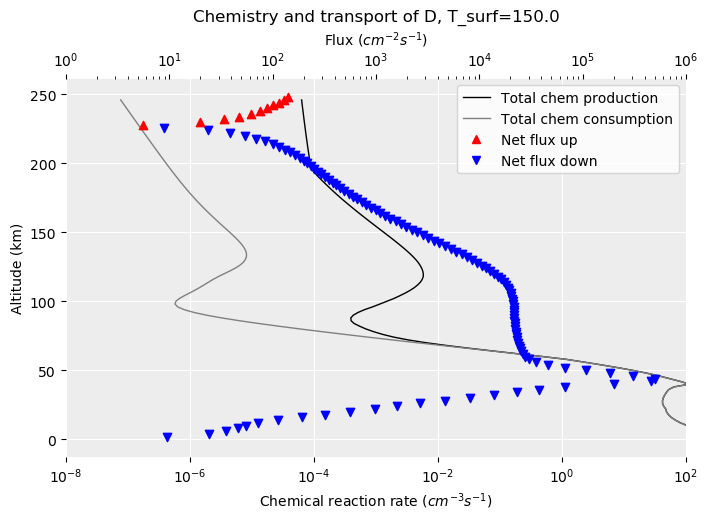 Chemistry and transport of D, T_surf=150.0
Flux (cm⁻²s⁻¹)
10⁰ 10¹ 10² 10³ 10⁴ 10⁵ 10⁶
Total chem production
Total chem consumption
Net flux up
Net flux down
250
200
150
100
50
0
Altitude (km)
10⁻⁸ 10⁻⁶ 10⁻⁴ 10⁻² 10⁰ 10²
Chemical reaction rate (cm⁻³s⁻¹)